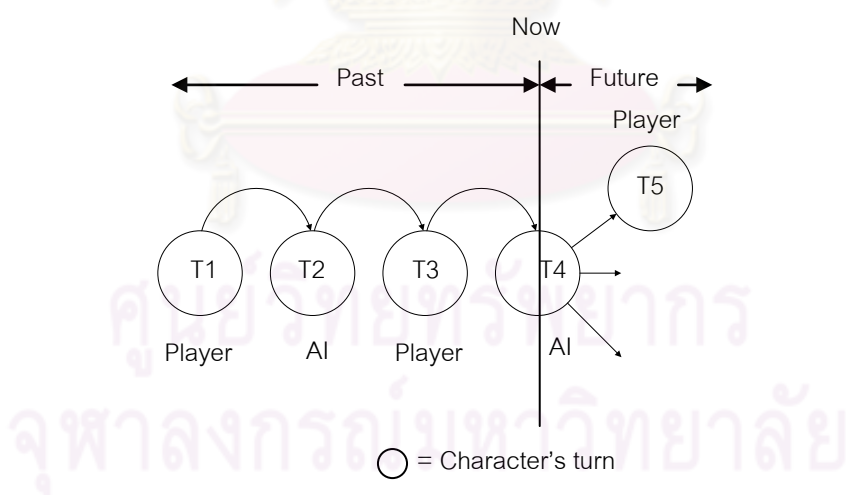 Now
Past Future
Player
T5
T1 T2 T3 T4
Player AI Player AI
= Character's turn
ศูนย์วิทยทรัพยากร
จุฬาลงกรณ์มหาวิทยาลัย